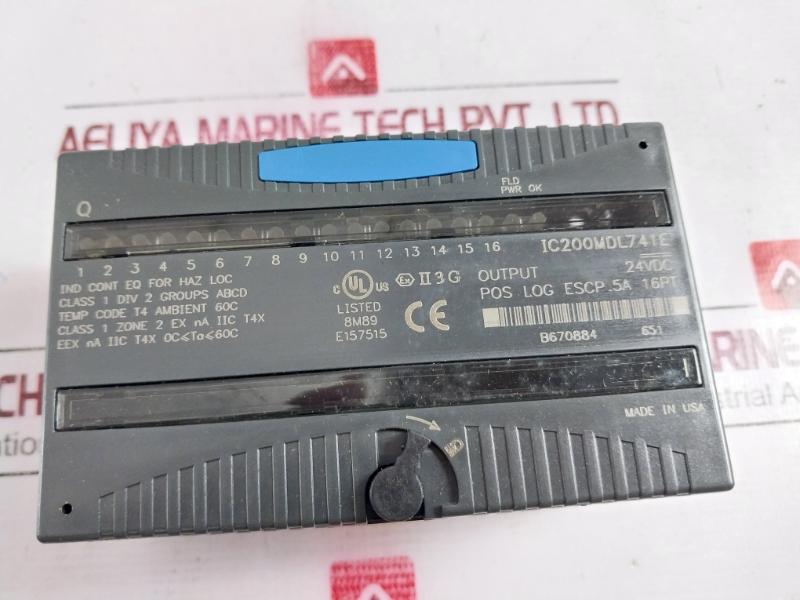 AELIYA MARINE TECH PVT. LTD
FLD
PWR OK
Q
1 2 3 4 5 6 7 8 9 10 11 12 13 14 15 16
IC200MDL741E
IND CONT EQ FOR HAZ LOC
CLASS 1 DIV 2 GROUPS ABCD
TEMP CODE T4 AMBIENT 60C
CLASS 1 ZONE 2 EX nA IIC T4X
EEX nA IIC T4X 0C≤Ta≤60C
C UL US
LISTED
8M89
E157515
Ex II 3 G
CE
OUTPUT 24VDC
POS LOG ESCP .5A 16PT
B670884 651
MADE IN USA